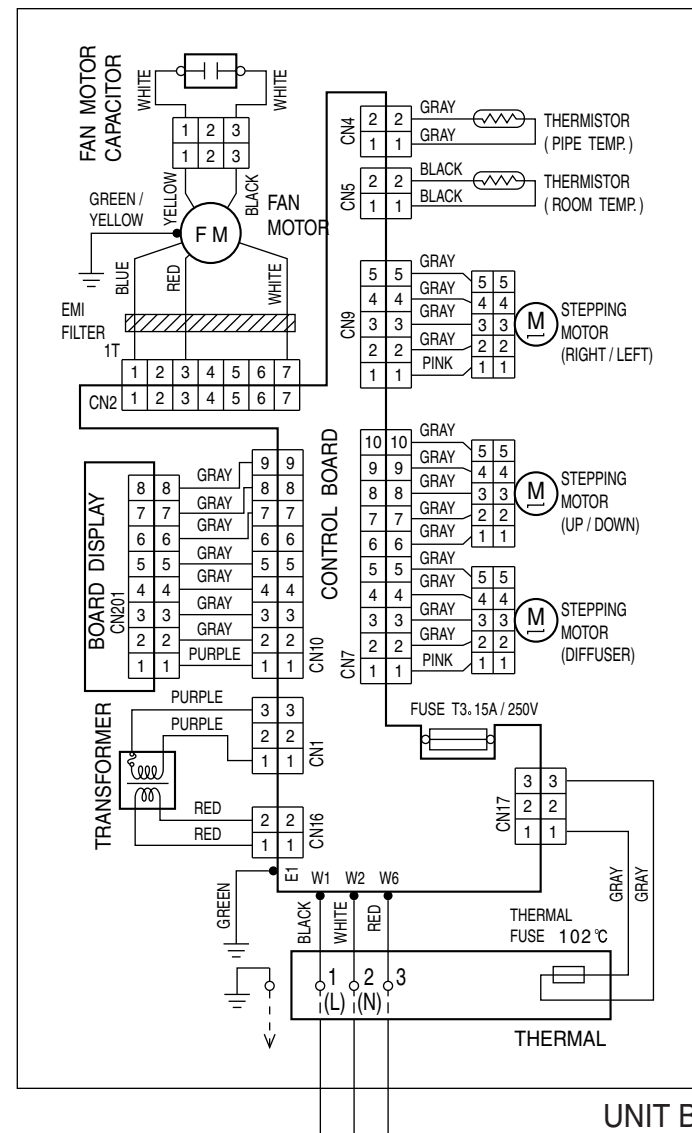 FAN MOTOR
CAPACITOR
WHITE
WHITE
1 2 3
1 2 3
YELLOW
BLACK
GREEN /
YELLOW
FAN
MOTOR
F M
BLUE
RED
WHITE
EMI
FILTER
1T
1 2 3 4 5 6 7
CN2
1 2 3 4 5 6 7
CN4
2 2
1 1
GRAY
GRAY
THERMISTOR
( PIPE TEMP. )
CN5
2 2
1 1
BLACK
BLACK
THERMISTOR
( ROOM TEMP. )
CN9
5 5
4 4
3 3
2 2
1 1
GRAY
GRAY
GRAY
GRAY
PINK
5 5
4 4
3 3
2 2
1 1
M
STEPPING
MOTOR
(RIGHT / LEFT)
CONTROL BOARD
CN7
10 10
9 9
8 8
7 7
6 6
5 5
4 4
3 3
2 2
1 1
GRAY
GRAY
GRAY
GRAY
GRAY
GRAY
GRAY
GRAY
GRAY
PINK
5 5
4 4
3 3
2 2
1 1
M
STEPPING
MOTOR
(UP / DOWN)
5 5
4 4
3 3
2 2
1 1
M
STEPPING
MOTOR
(DIFFUSER)
BOARD DISPLAY
CN201
8 8
7 7
6 6
5 5
4 4
3 3
2 2
1 1
GRAY
GRAY
GRAY
GRAY
GRAY
GRAY
GRAY
PURPLE
9 9
8 8
7 7
6 6
5 5
4 4
3 3
2 2
1 1
CN10
TRANSFORMER
PURPLE
PURPLE
3 3
2 2
1 1
CN1
RED
RED
2 2
1 1
CN16
FUSE T3.15A / 250V
CN17
3 3
2 2
1 1
GRAY
GRAY
E1 W1 W2 W6
GREEN
BLACK
WHITE
RED
THERMAL
FUSE 102°C
1 2 3
(L) (N)
THERMAL
UNIT B